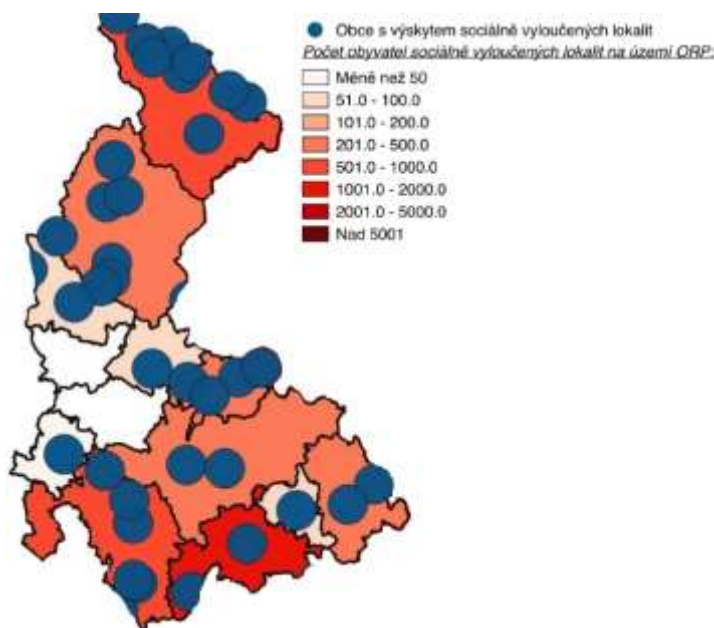 Obce s výskytem sociálně vyloučených lokalit
Počet obyvatel sociálně vyloučených lokalit na území ORP:
Méně než 50
51.0 - 100.0
101.0 - 200.0
201.0 - 500.0
501.0 - 1000.0
1001.0 - 2000.0
2001.0 - 5000.0
Nad 5001